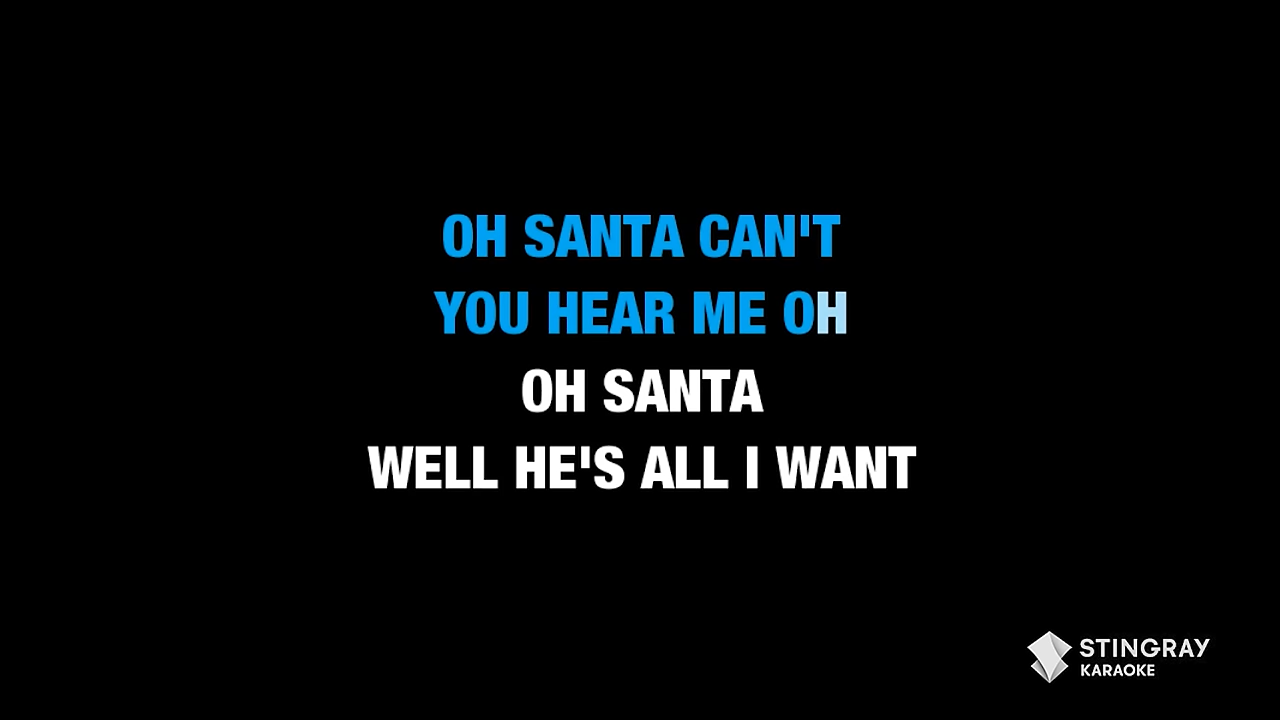 OH SANTA CAN'T
YOU HEAR ME OH
OH SANTA
WELL HE'S ALL I WANT
STINGRAY
KARAOKE